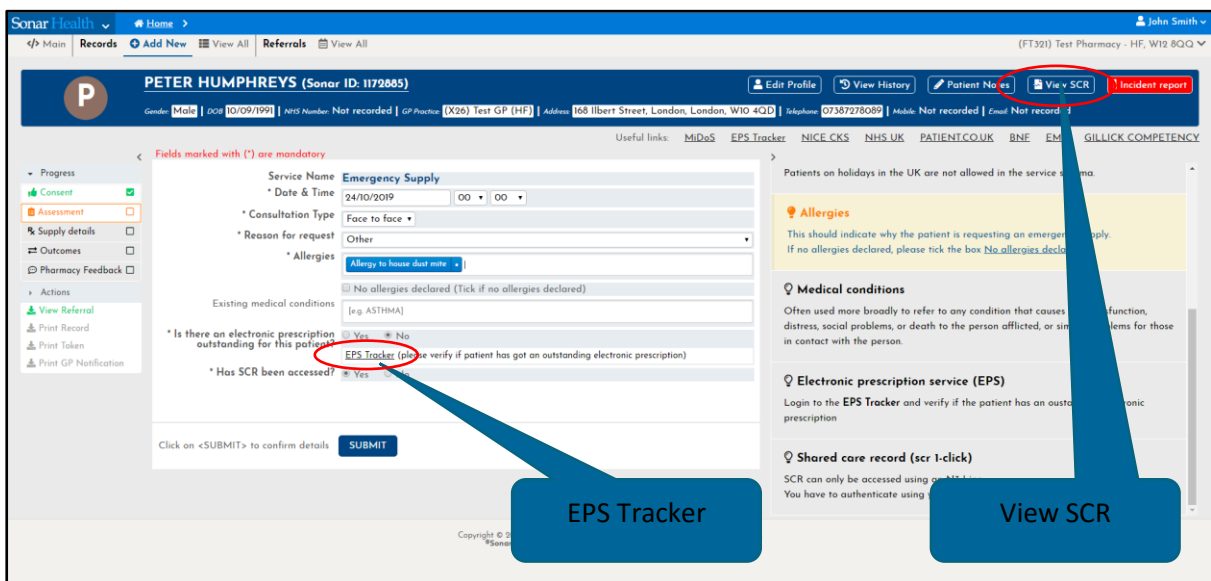 Sonar Health
Home >
John Smith
</> Main Records Add New View All Referrals View All
(FT321) Test Pharmacy - HF, W12 8QQ
P
PETER HUMPHREYS (Sonar ID: 1172885)
Edit Profile View History Patient Notes View SCR Incident report
Gender: Male | DOB 10/09/1991 | NHS Number: Not recorded | GP Practice: (X26) Test GP (HF) | Address 168 Ilbert Street, London, London, W10 4QD | Telephone: 07387278089 | Mobile: Not recorded | Email: Not recorded
Useful links: MiDoS EPS Tracker NICE CKS NHS UK PATIENT.CO.UK BNF GILLICK COMPETENCY
Fields marked with (*) are mandatory
Progress
Consent
Assessment
Supply details
Outcomes
Pharmacy Feedback
Actions
View Referral
Print Record
Print Token
Print GP Notification
Service Name Emergency Supply
* Date & Time 24/10/2019 00 00
* Consultation Type Face to face
* Reason for request Other
* Allergies Allergy to house dust mite
No allergies declared (Tick if no allergies declared)
Existing medical conditions [e.g. ASTHMA]
* Is there an electronic prescription outstanding for this patient? Yes No
EPS Tracker (please verify if patient has got an outstanding electronic prescription)
* Has SCR been accessed? Yes No
Click on <SUBMIT> to confirm details SUBMIT
Patients on holidays in the UK are not allowed in the service
Allergies
This should indicate why the patient is requesting an
If no allergies declared, please tick the box No allergies
Medical conditions
Often used more broadly to refer to any condition that causes
distress, social problems, or death to the person afflicted, or for those
in contact with the person.
Electronic prescription service (EPS)
Login to the EPS Tracker and verify if the patient has an
prescription
Shared care record (scr 1-click)
SCR can only be accessed using
You have to authenticate using
EPS Tracker
View SCR
Copyright ©